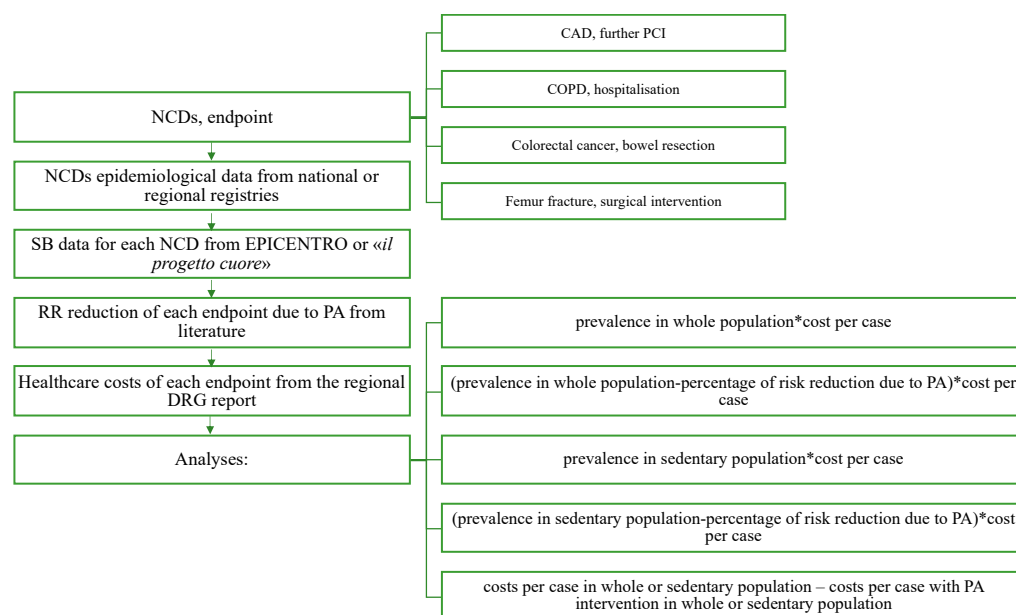 NCDs, endpoint
CAD, further PCI
COPD, hospitalisation
Colorectal cancer, bowel resection
Femur fracture, surgical intervention
NCDs epidemiological data from national or
regional registries
SB data for each NCD from EPICENTRO or «il
progetto cuore»
RR reduction of each endpoint due to PA from
literature
Healthcare costs of each endpoint from the regional
DRG report
Analyses:
prevalence in whole population*cost per case
(prevalence in whole population-percentage of risk reduction due to PA)*cost per
case
prevalence in sedentary population*cost per case
(prevalence in sedentary population-percentage of risk reduction due to PA)*cost
per case
costs per case in whole or sedentary population – costs per case with PA
intervention in whole or sedentary population